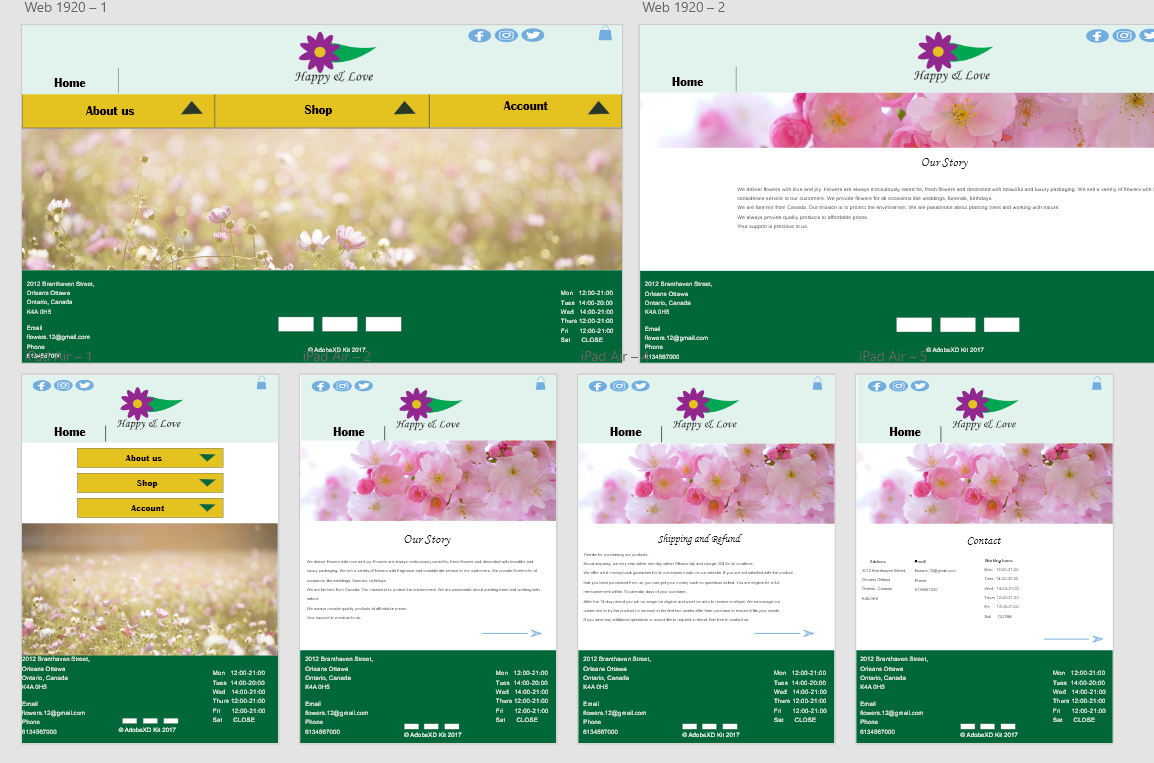 Web 1920 – 1
Happy & Love
Home
About us
Shop
Account
2012 Branthaven Street,
Orleans Ottawa
Ontario, Canada
K4A 0H5
Email
flowers.12@gmail.com
Phone
6134567000
© AdobeXD Kit 2017
Mon 12:00-21:00
Tues 14:00-20:00
Wed 14:00-21:00
Thurs 12:00-21:00
Fri 12:00-21:00
Sat CLOSE
Web 1920 – 2
Happy & Love
Home
Our Story
We deliver flowers with love and joy. Flowers are always meticulously cared for, fresh flowers and decorated with beautiful and luxury packaging. We sell a variety of flowers with
considerate service to our customers. We provide flowers for all occasions like weddings, funerals, birthdays.
We are farmers from Canada. Our mission is to protect the environment. We are passionate about planting trees and working with nature.
We always provide quality products at affordable prices.
Your support is precious to us.
2012 Branthaven Street,
Orleans Ottawa
Ontario, Canada
K4A 0H5
Email
flowers.12@gmail.com
Phone
6134567000
© AdobeXD Kit 2017
iPad Air – 1
Happy & Love
Home
About us
Shop
Account
2012 Branthaven Street,
Orleans Ottawa
Ontario, Canada
K4A 0H5
Email
flowers.12@gmail.com
Phone
6134567000
© AdobeXD Kit 2017
Mon 12:00-21:00
Tues 14:00-20:00
Wed 14:00-21:00
Thurs 12:00-21:00
Fri 12:00-21:00
Sat CLOSE
iPad Air – 2
Happy & Love
Home
Our Story
We deliver flowers with love and joy. Flowers are always meticulously cared for, fresh flowers and decorated with beautiful and
luxury packaging. We sell a variety of flowers with fragrance and considerate service to our customers. We provide flowers for all
occasions like weddings, funerals, birthdays.
We are farmers from Canada. Our mission is to protect the environment. We are passionate about planting trees and working with
nature.
We always provide quality products at affordable prices.
Your support is precious to us.
2012 Branthaven Street,
Orleans Ottawa
Ontario, Canada
K4A 0H5
Email
flowers.12@gmail.com
Phone
6134567000
© AdobeXD Kit 2017
Mon 12:00-21:00
Tues 14:00-20:00
Wed 14:00-21:00
Thurs 12:00-21:00
Fri 12:00-21:00
Sat CLOSE
iPad Air –
Happy & Love
Home
Shipping and Refund
Thanks for purchasing our products.
About shipping, we only ship within one day within Ottawa city and charge for all locations.
We offer a full money back guarantee for all purchases made on our website. If you are not satisfied with the product
that you have purchased from us, you can get your money back no questions asked. You are eligible for a full
reimbursement within 14 calendar days of your purchase.
After the 14-day period you will no longer be eligible and won't be able to receive a refund. We encourage our
customers to try the product (or service) in the first two weeks after their purchase to ensure it fits your needs.
If you have any additional questions or would like to request a refund, feel free to contact us.
2012 Branthaven Street,
Orleans Ottawa
Ontario, Canada
K4A 0H5
Email
flowers.12@gmail.com
Phone
6134567000
© AdobeXD Kit 2017
Mon 12:00-21:00
Tues 14:00-20:00
Wed 14:00-21:00
Thurs 12:00-21:00
Fri 12:00-21:00
Sat CLOSE
iPad Air – 5
Happy & Love
Home
Contact
Address
2012 Branthaven Street,
Orleans Ottawa
Ontario, Canada
K4A 0H5
Email
flowers.12@gmail.com
Phone
6134567000
Working hours
Mon 12:00-21:00
Tues 14:00-20:00
Wed 14:00-21:00
Thurs 12:00-21:00
Fri 12:00-21:00
Sat CLOSE
2012 Branthaven Street,
Orleans Ottawa
Ontario, Canada
K4A 0H5
Email
flowers.12@gmail.com
Phone
6134567000
© AdobeXD Kit 2017
Mon 12:00-21:00
Tues 14:00-20:00
Wed 14:00-21:00
Thurs 12:00-21:00
Fri 12:00-21:00
Sat CLOSE